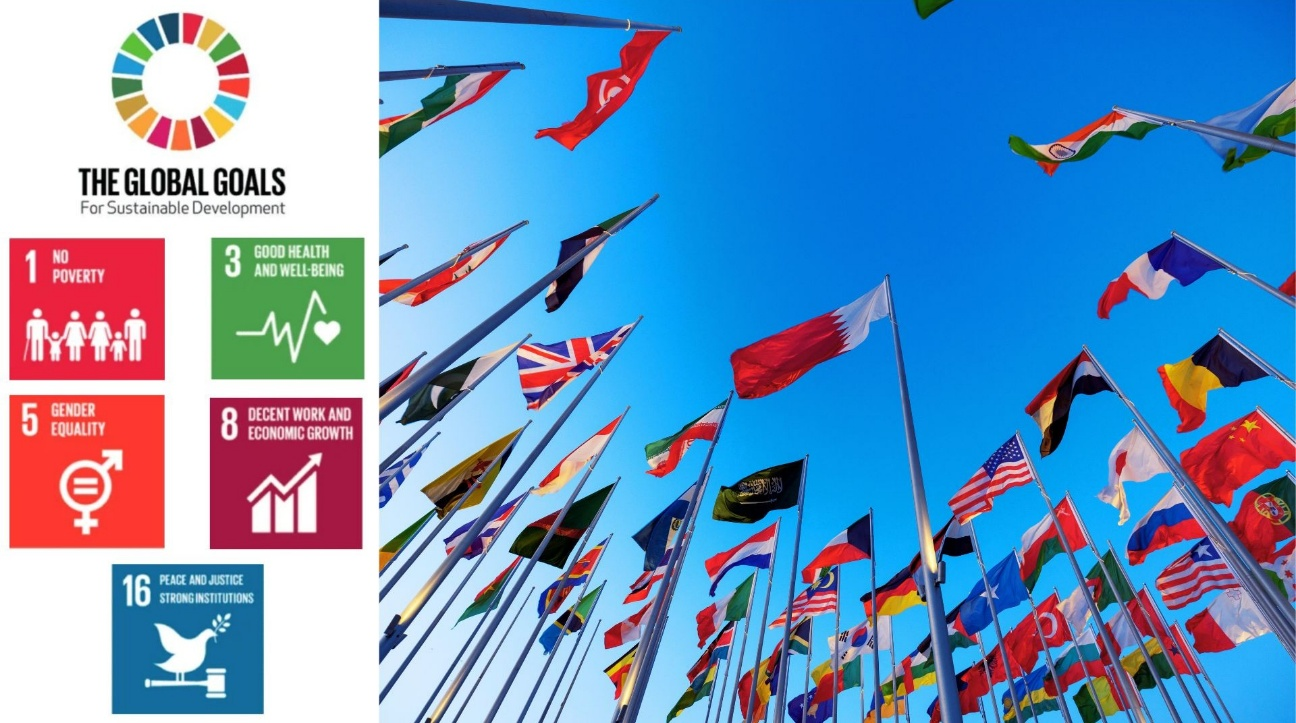 THE GLOBAL GOALS
For Sustainable Development
1 NO
POVERTY
3 GOOD HEALTH
AND WELL-BEING
5 GENDER
EQUALITY
8 DECENT WORK AND
ECONOMIC GROWTH
16 PEACE AND JUSTICE
STRONG INSTITUTIONS